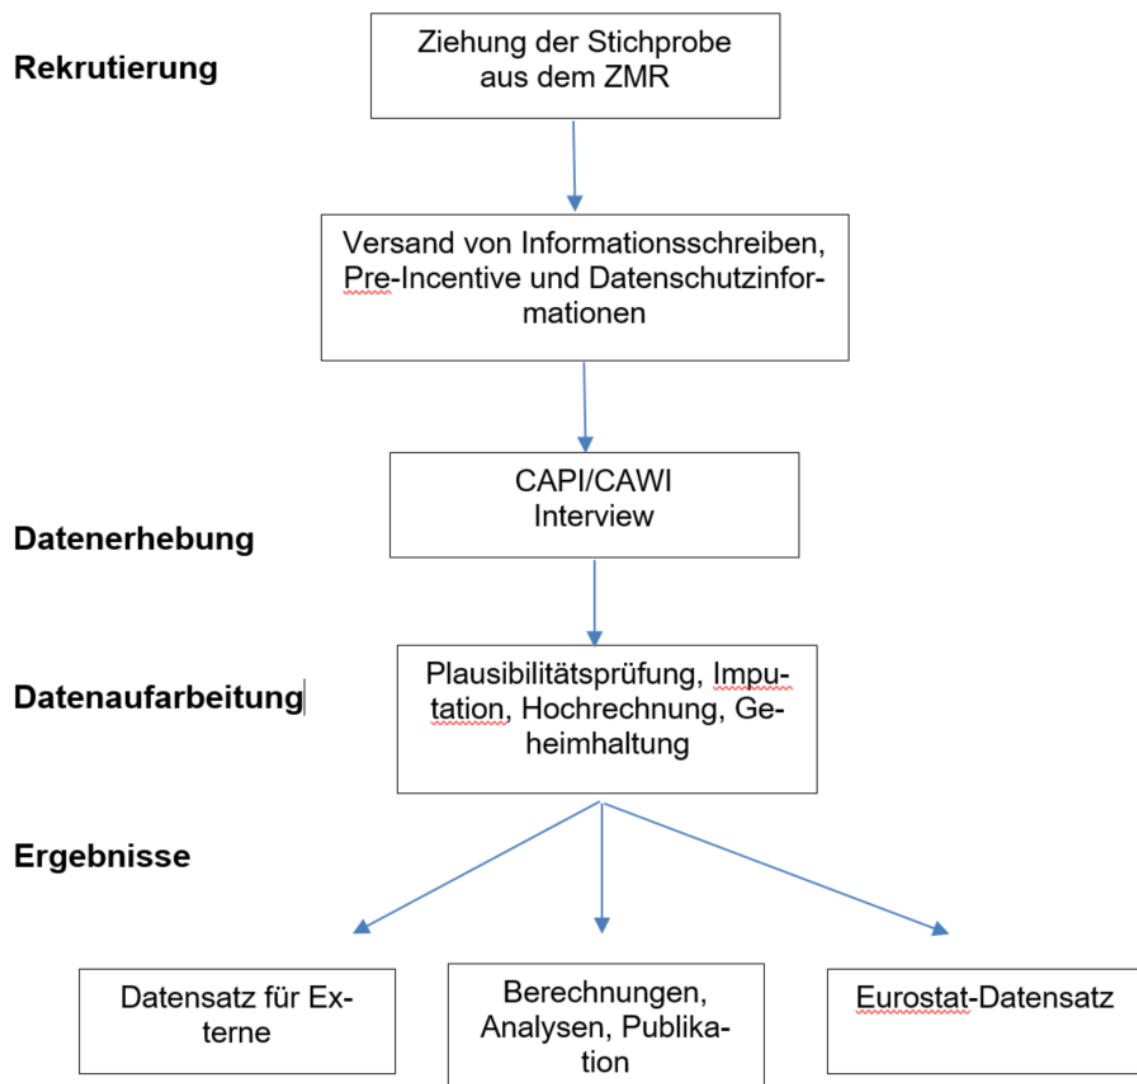 Rekrutierung
Ziehung der Stichprobe
aus dem ZMR
Versand von Informationsschreiben,
Pre-Incentive und Datenschutzinfor-
mationen
CAPI/CAWI
Interview
Datenerhebung
Datenaufarbeitung
Plausibilitätsprüfung, Impu-
tation, Hochrechnung, Ge-
heimhaltung
Ergebnisse
Datensatz für Ex-
terne
Berechnungen,
Analysen, Publika-
tion
Eurostat-Datensatz